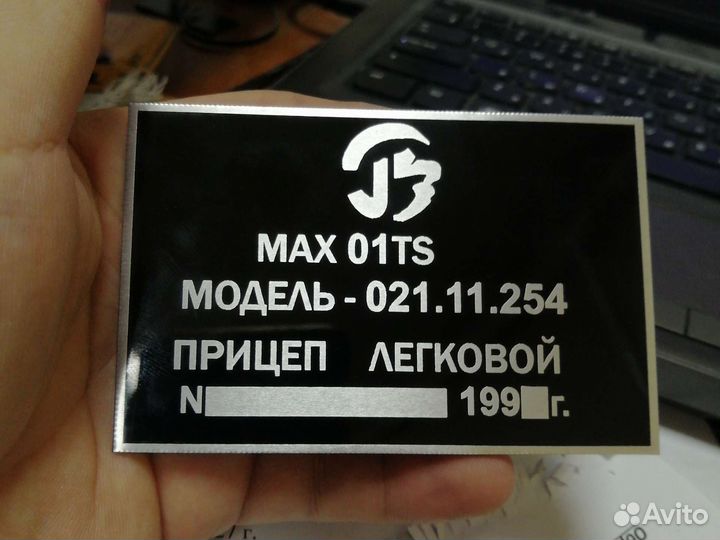 MAX 01TS
МОДЕЛЬ - 021.11.254
ПРИЦЕП ЛЕГКОВОЙ
N 199 г.
Avito